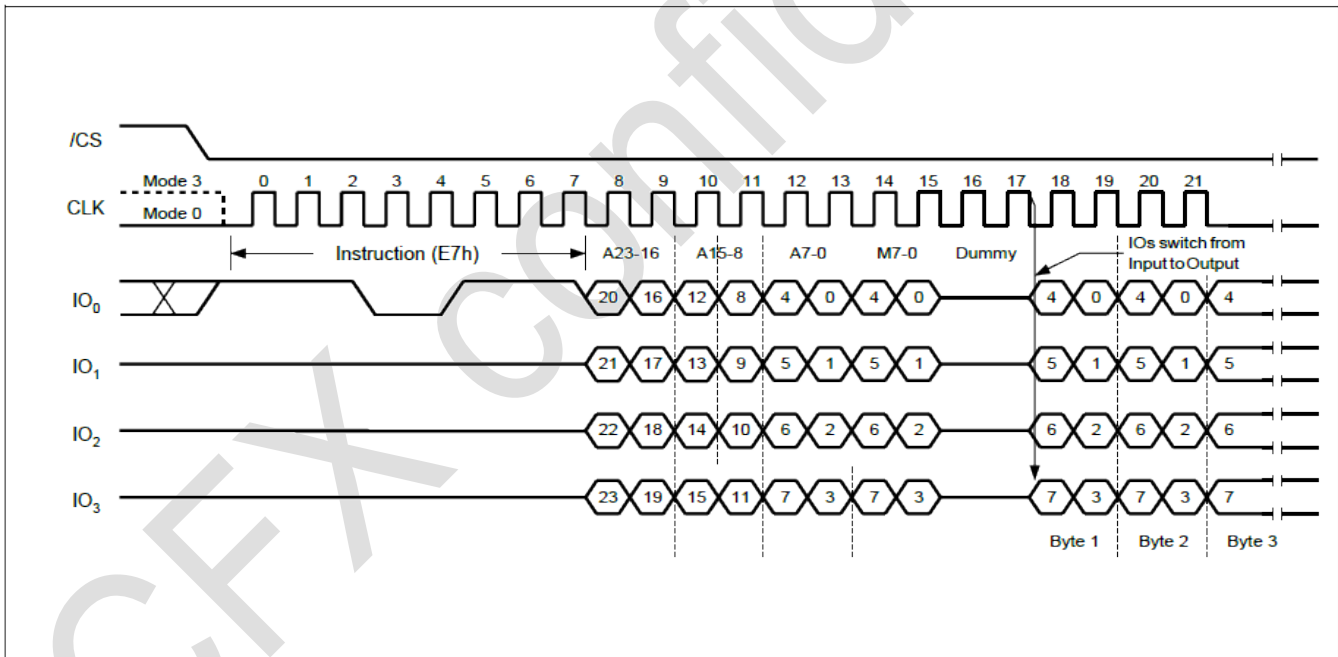 CFX confid
/CS
Mode 3
0 1 2 3 4 5 6 7 8 9 10 11 12 13 14 15 16 17 18 19 20 21
CLK
Mode 0
Instruction (E7h) A23-16 A15-8 A7-0 M7-0 Dummy
IOs switch from
Input to Output
IO0 20 16 12 8 4 0 4 0 4 0 4 0 4
IO1 21 17 13 9 5 1 5 1 5 1 5 1 5
IO2 22 18 14 10 6 2 6 2 6 2 6 2 6
IO3 23 19 15 11 7 3 7 3 7 3 7 3 7
Byte 1 Byte 2 Byte 3